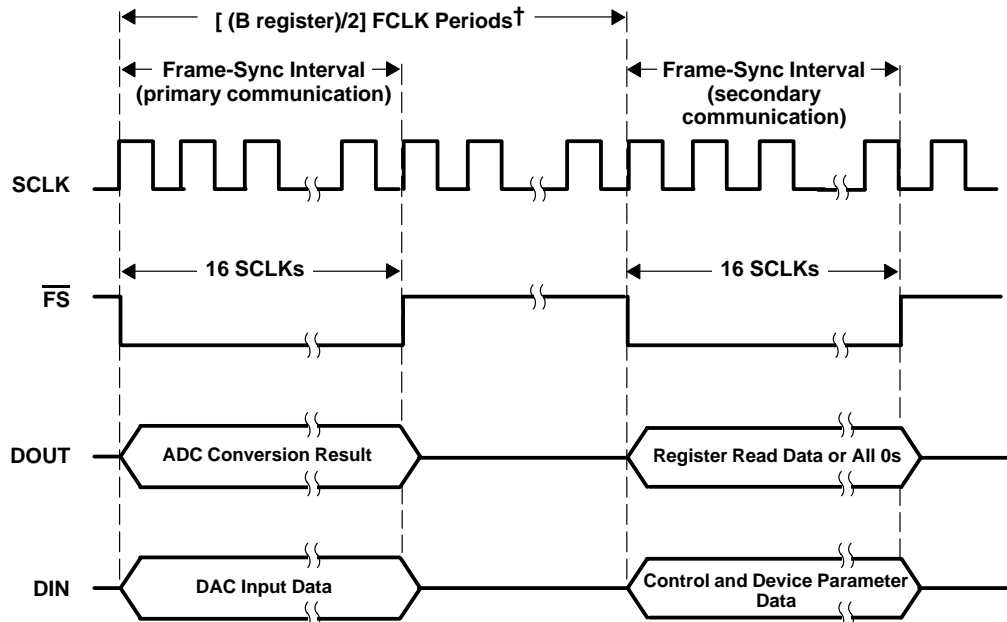 [ (B register)/2] FCLK Periods†
Frame-Sync Interval
(primary communication)
Frame-Sync Interval
(secondary
communication)
SCLK
16 SCLKs
16 SCLKs
FS
DOUT
ADC Conversion Result
Register Read Data or All 0s
DIN
DAC Input Data
Control and Device Parameter
Data